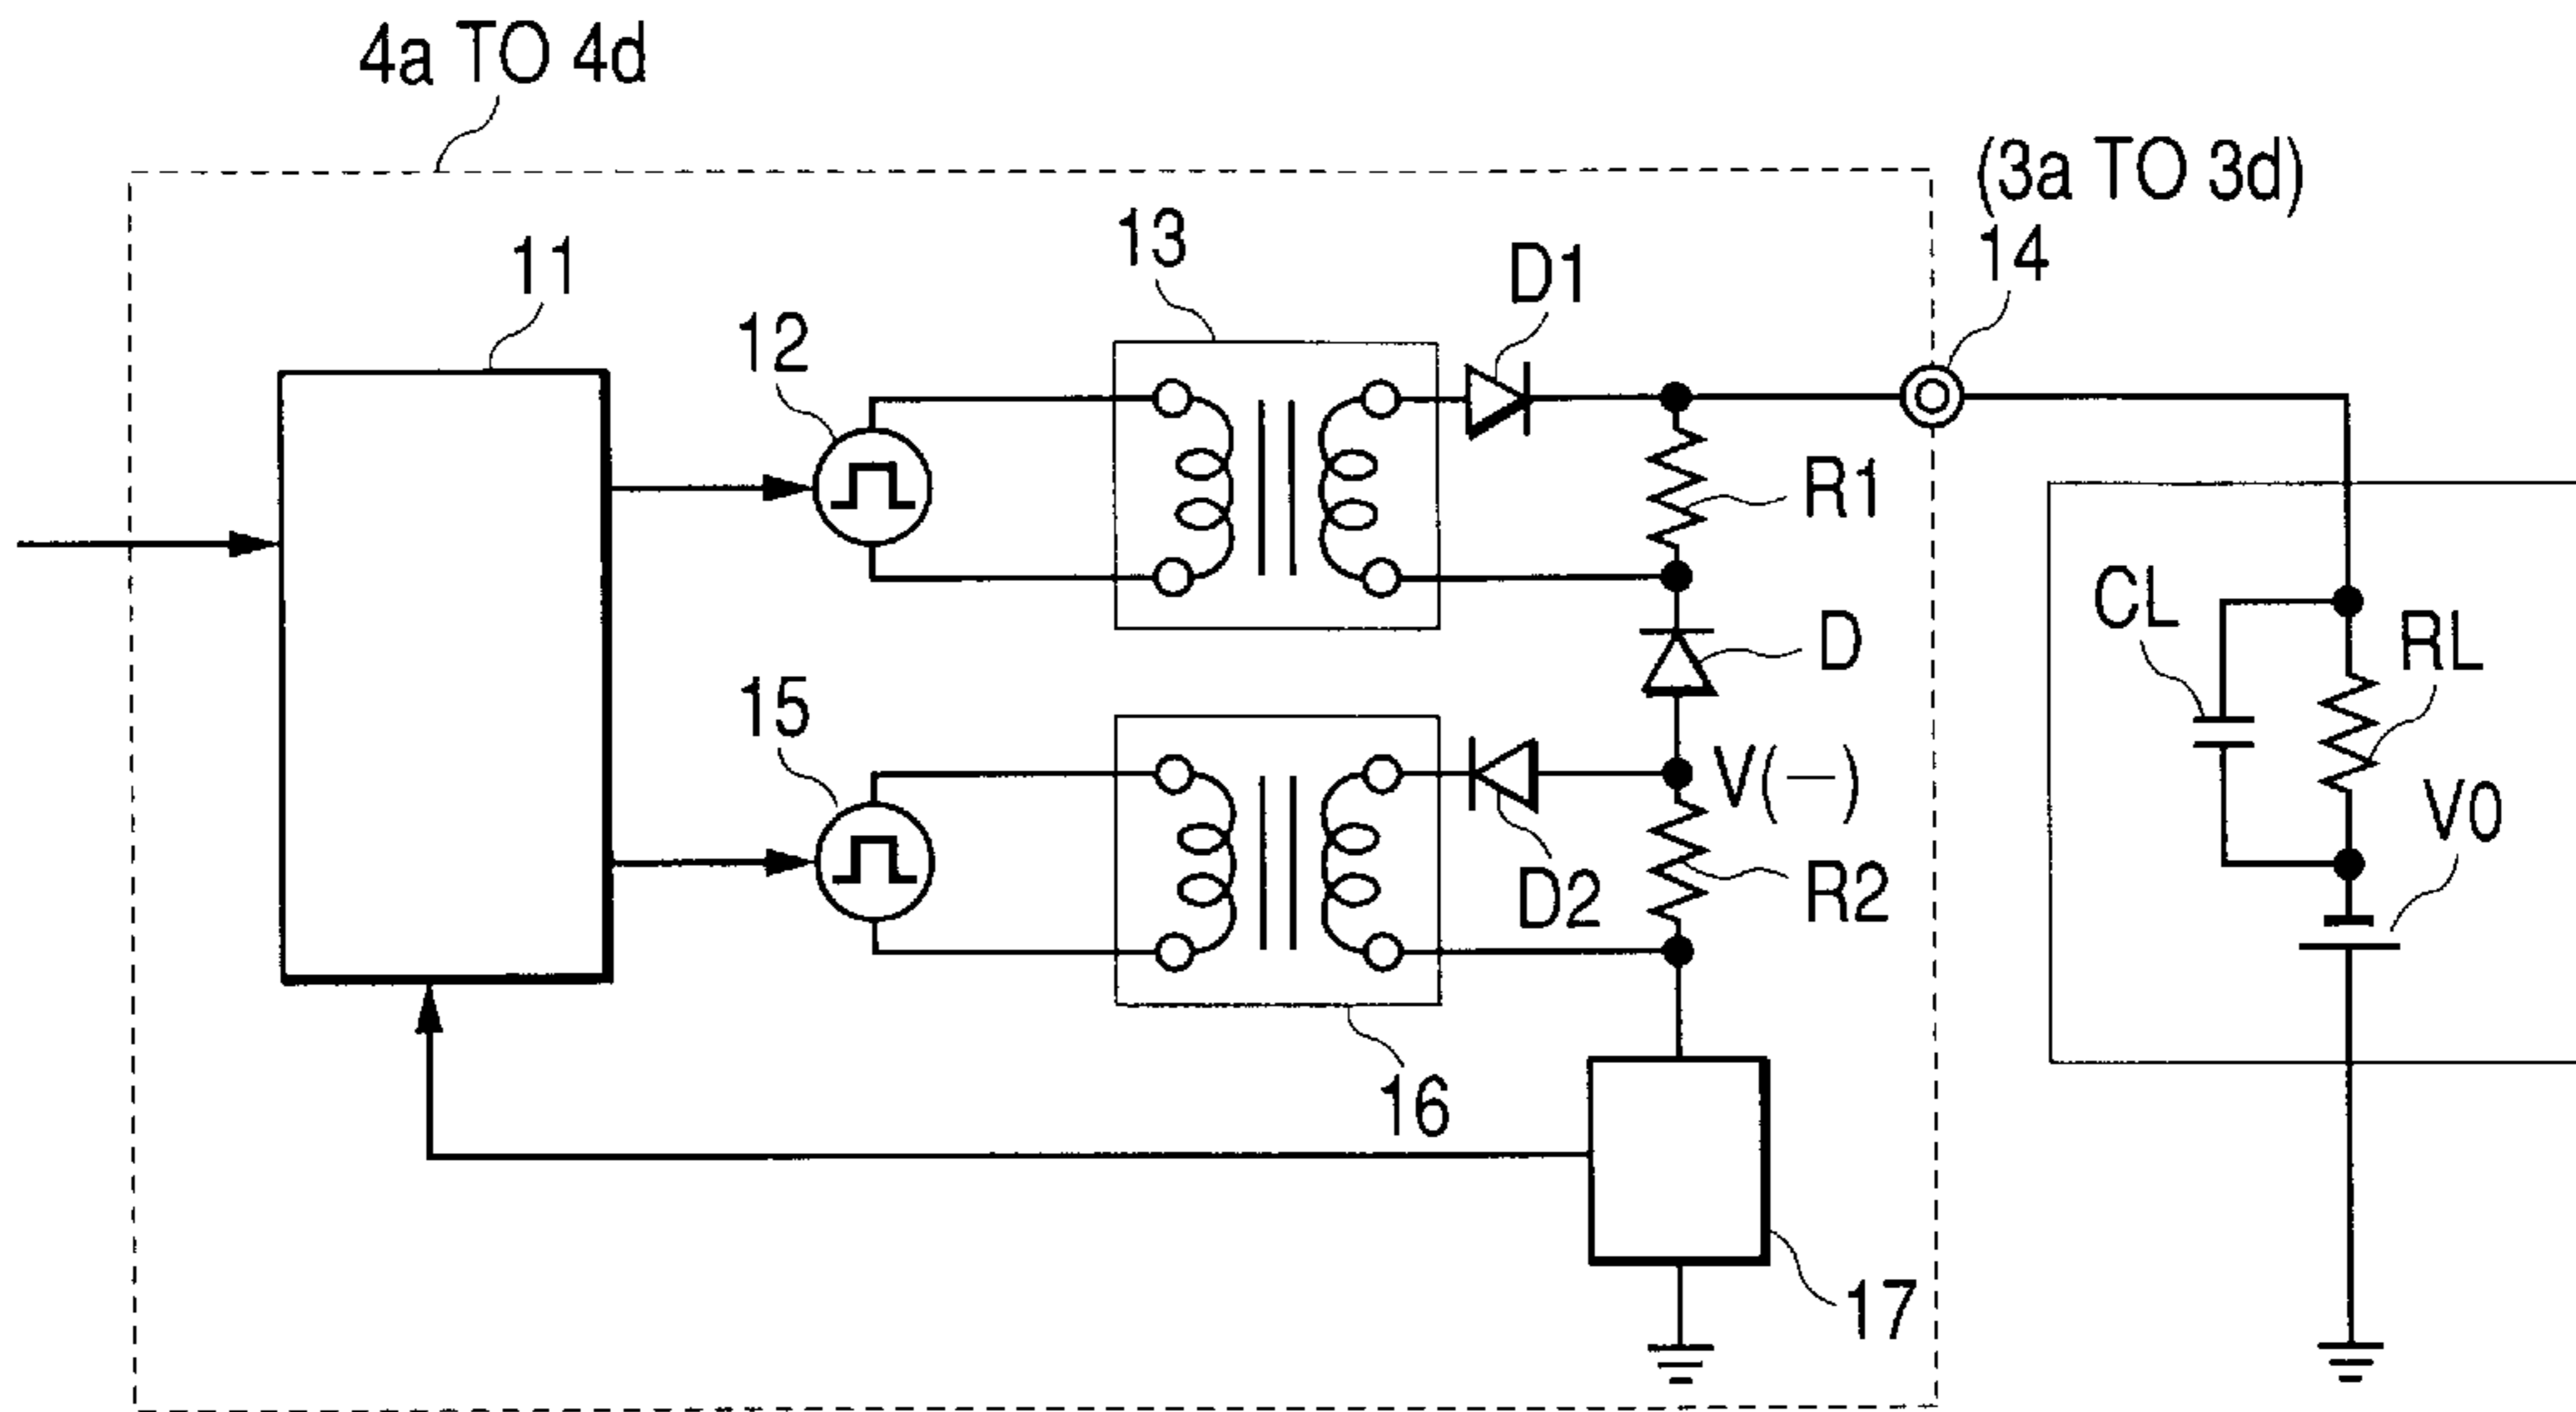 4a TO 4d
(3a TO 3d)
14
13
D1
11
12
R1
CL
RL
D
15
V(—)
V0
D2
R2
16
17